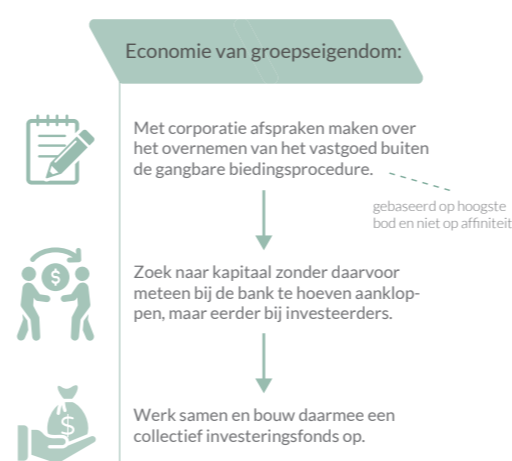 Economie van groepseigendom:
Met corporatie afspraken maken over
het overnemen van het vastgoed buiten
de gangbare biedingsprocedure.
gebaseerd op hoogste
bod en niet op affiniteit
Zoek naar kapitaal zonder daarvoor
meteen bij de bank te hoeven aanklop-
pen, maar eerder bij investeerders.
Werk samen en bouw daarmee een
collectief investeringsfonds op.